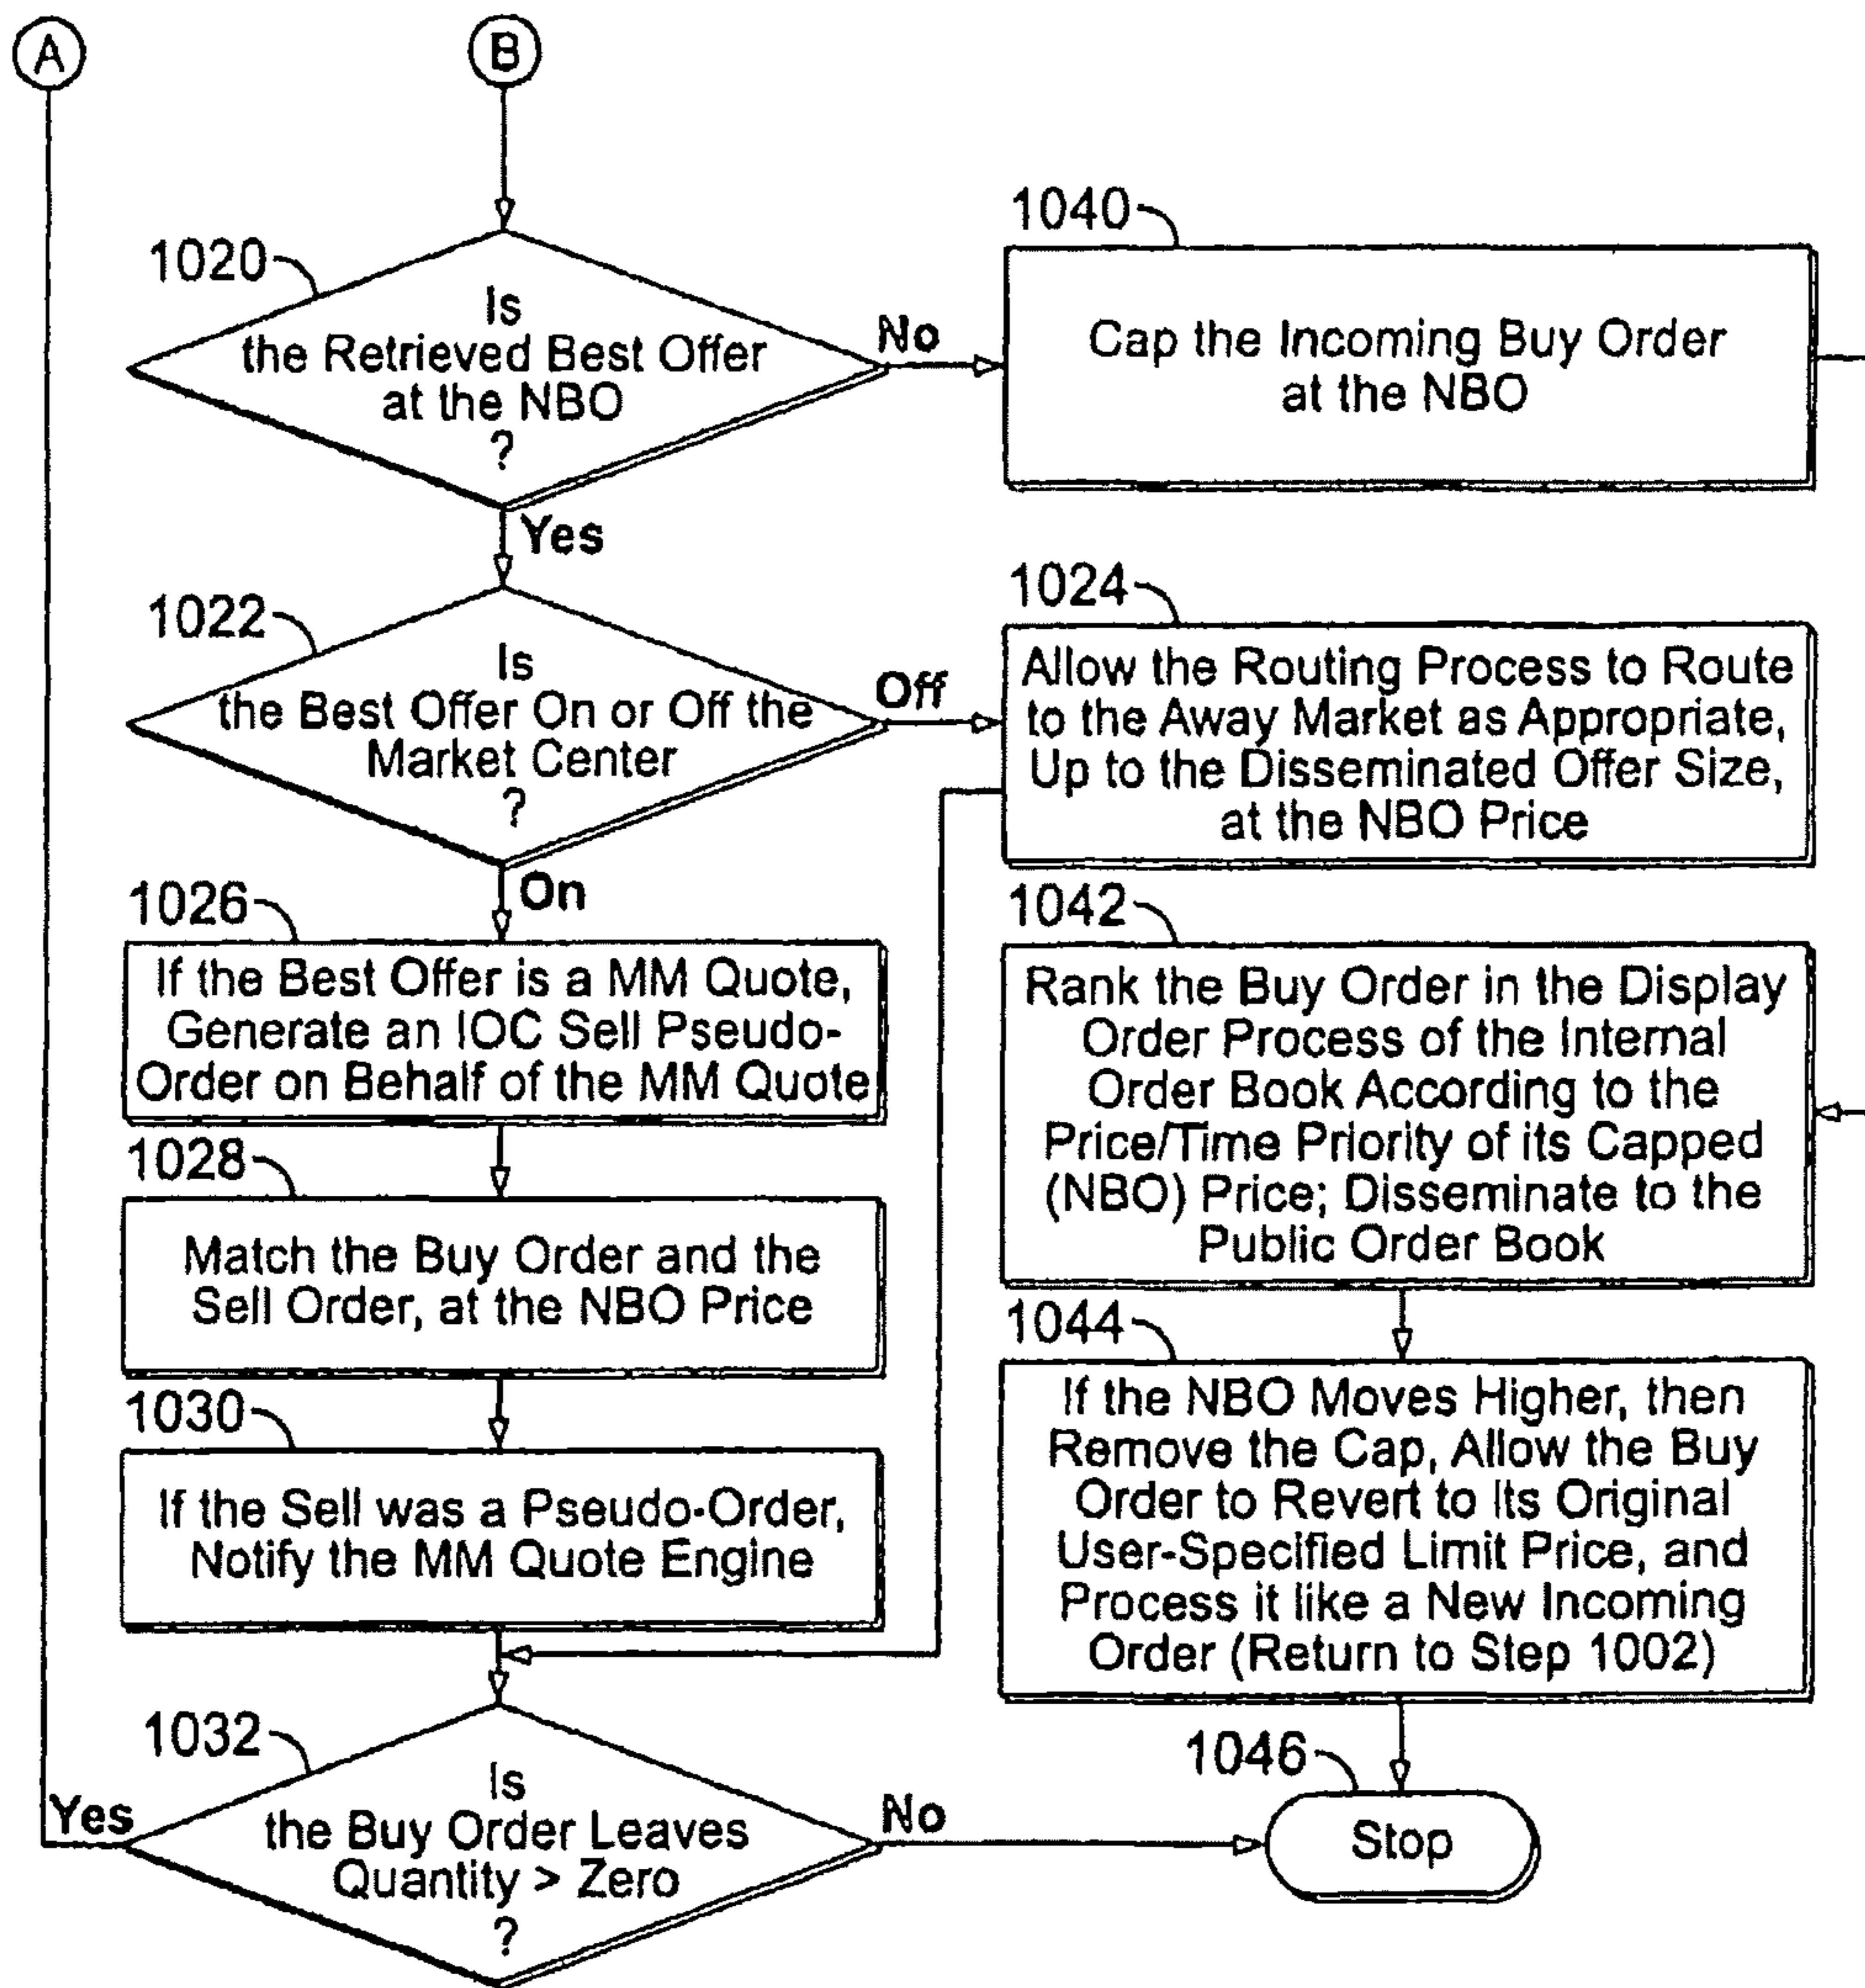 A
B
1020
Is
the Retrieved Best Offer
at the NBO
?
No
Yes
1040
Cap the Incoming Buy Order
at the NBO
1022
Is
the Best Offer On or Off the
Market Center
?
Off
On
1024
Allow the Routing Process to Route
to the Away Market as Appropriate,
Up to the Disseminated Offer Size,
at the NBO Price
1026
If the Best Offer is a MM Quote,
Generate an IOC Sell Pseudo-
Order on Behalf of the MM Quote
1042
Rank the Buy Order in the Display
Order Process of the Internal
Order Book According to the
Price/Time Priority of its Capped
(NBO) Price; Disseminate to the
Public Order Book
1028
Match the Buy Order and the
Sell Order, at the NBO Price
1030
If the Sell was a Pseudo-Order,
Notify the MM Quote Engine
1044
If the NBO Moves Higher, then
Remove the Cap, Allow the Buy
Order to Revert to Its Original
User-Specified Limit Price, and
Process it like a New Incoming
Order (Return to Step 1002)
1032
Is
the Buy Order Leaves
Quantity > Zero
?
Yes
No
1046
Stop